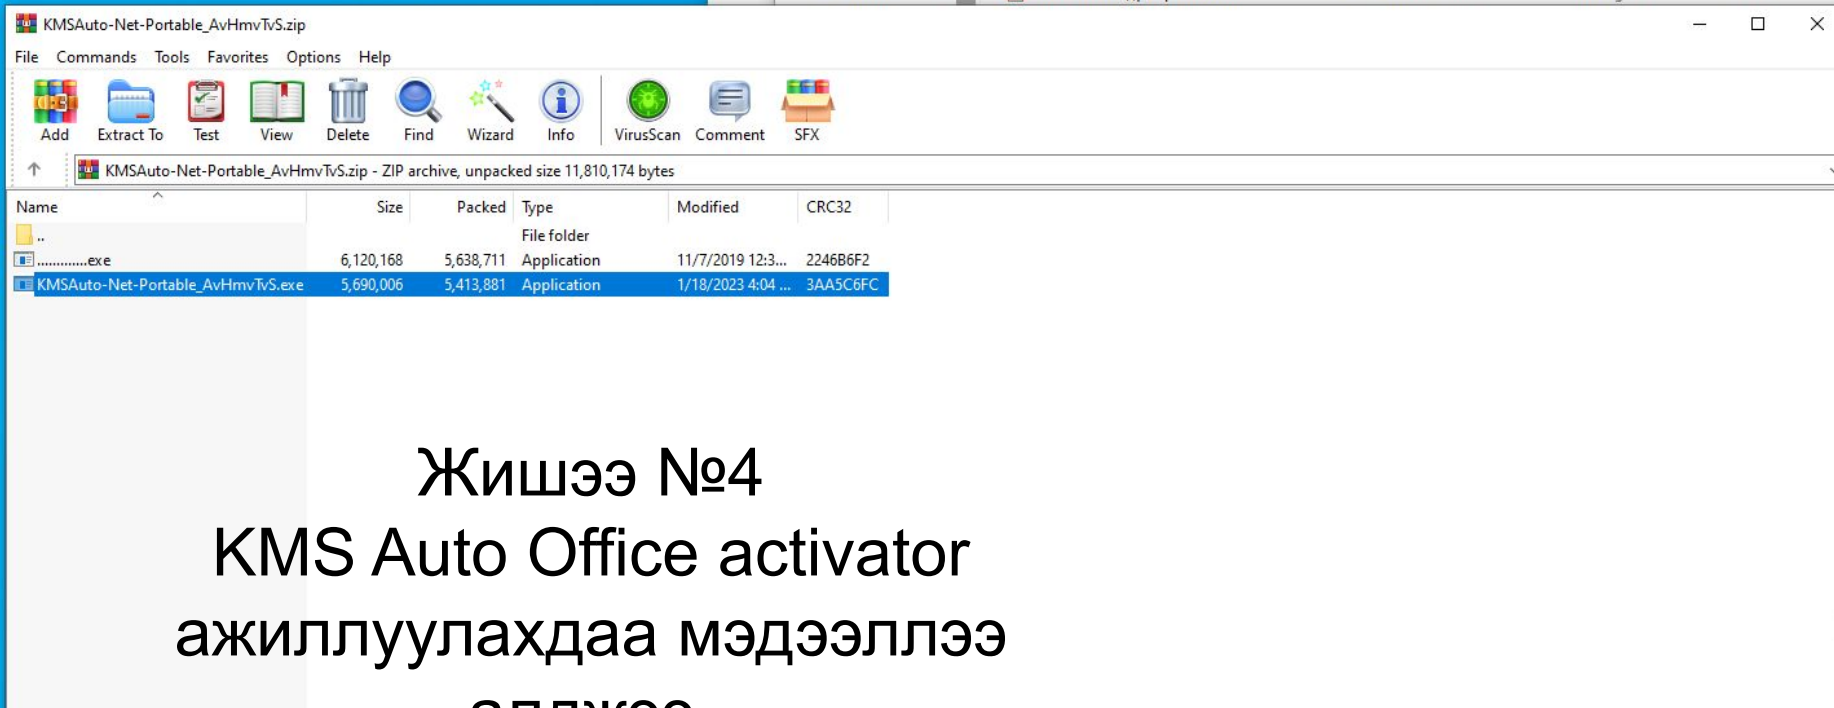 KMSAuto-Net-Portable_AvHmvTvS.zip
File Commands Tools Favorites Options Help
Add Extract To Test View Delete Find Wizard Info VirusScan Comment SFX
KMSAuto-Net-Portable_AvHmvTvS.zip - ZIP archive, unpacked size 11,810,174 bytes
Name Size Packed Type Modified CRC32
.. File folder
.............exe 6,120,168 5,638,711 Application 11/7/2019 12:3... 2246B6F2
KMSAuto-Net-Portable_AvHmvTvS.exe 5,690,006 5,413,881 Application 1/18/2023 4:04 ... 3AA5C6FC
Жишээ №4
KMS Auto Office activator
ажиллуулахдаа мэдээллээ